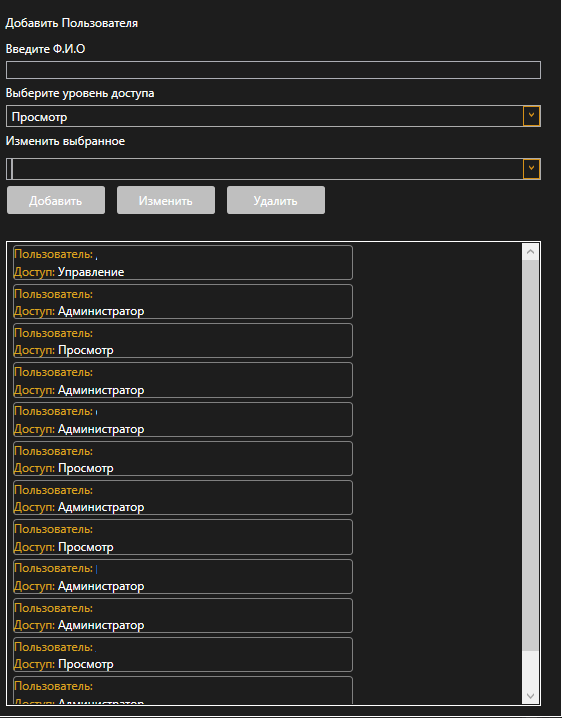 Добавить Пользователя
Введите Ф.И.О
Выберите уровень доступа
Просмотр
Изменить выбранное
Добавить Изменить Удалить
Пользователь:
Доступ: Управление
Пользователь:
Доступ: Администратор
Пользователь:
Доступ: Просмотр
Пользователь:
Доступ: Администратор
Пользователь:
Доступ: Администратор
Пользователь:
Доступ: Просмотр
Пользователь:
Доступ: Администратор
Пользователь:
Доступ: Просмотр
Пользователь:
Доступ: Администратор
Пользователь:
Доступ: Администратор
Пользователь:
Доступ: Просмотр
Пользователь:
Доступ: Администратор